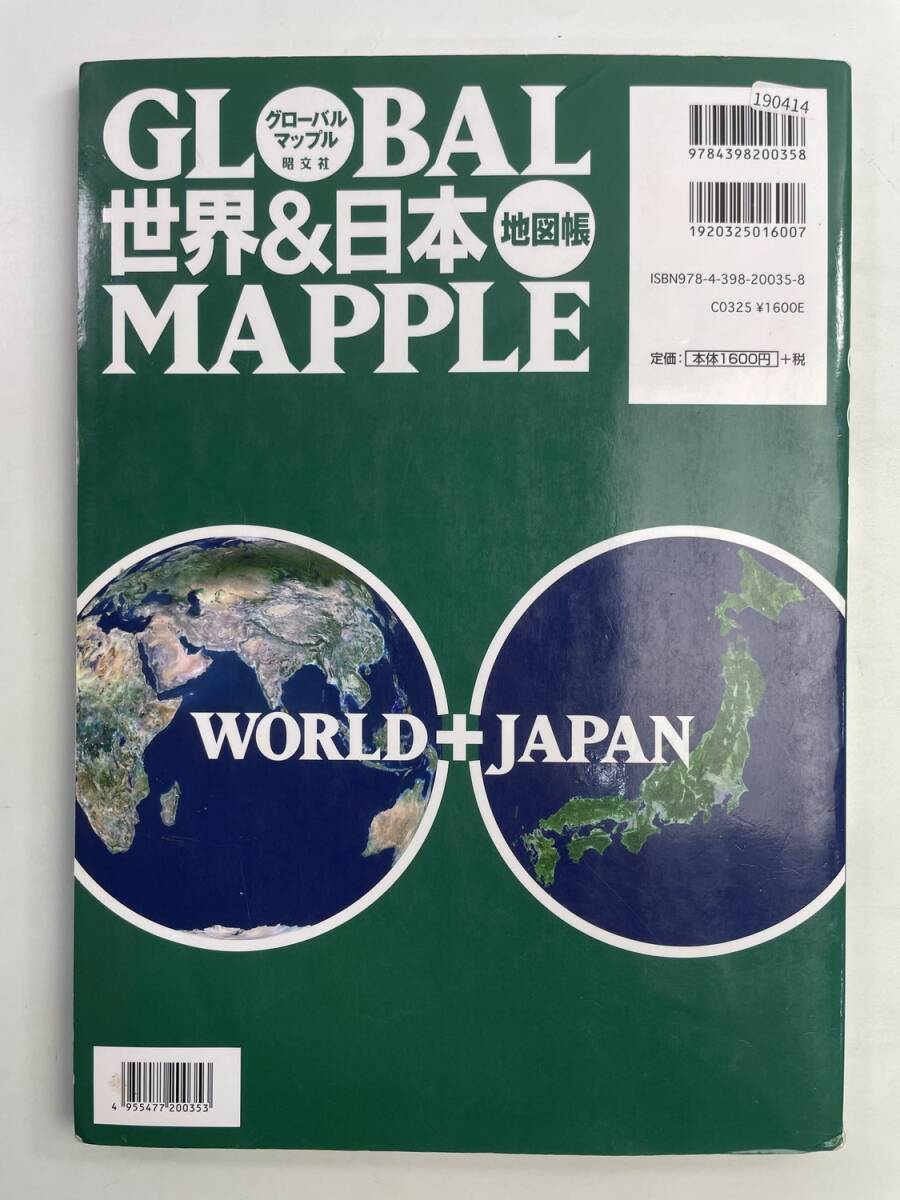 GLOBAL
グローバル
マップル
昭文社
世界&日本
地図帳
MAPPLE
190414
9784398200358
1920325016007
ISBN978-4-398-20035-8
C0325 ¥1600E
定価：本体1600円+税
WORLD+JAPAN
4 955477 200353